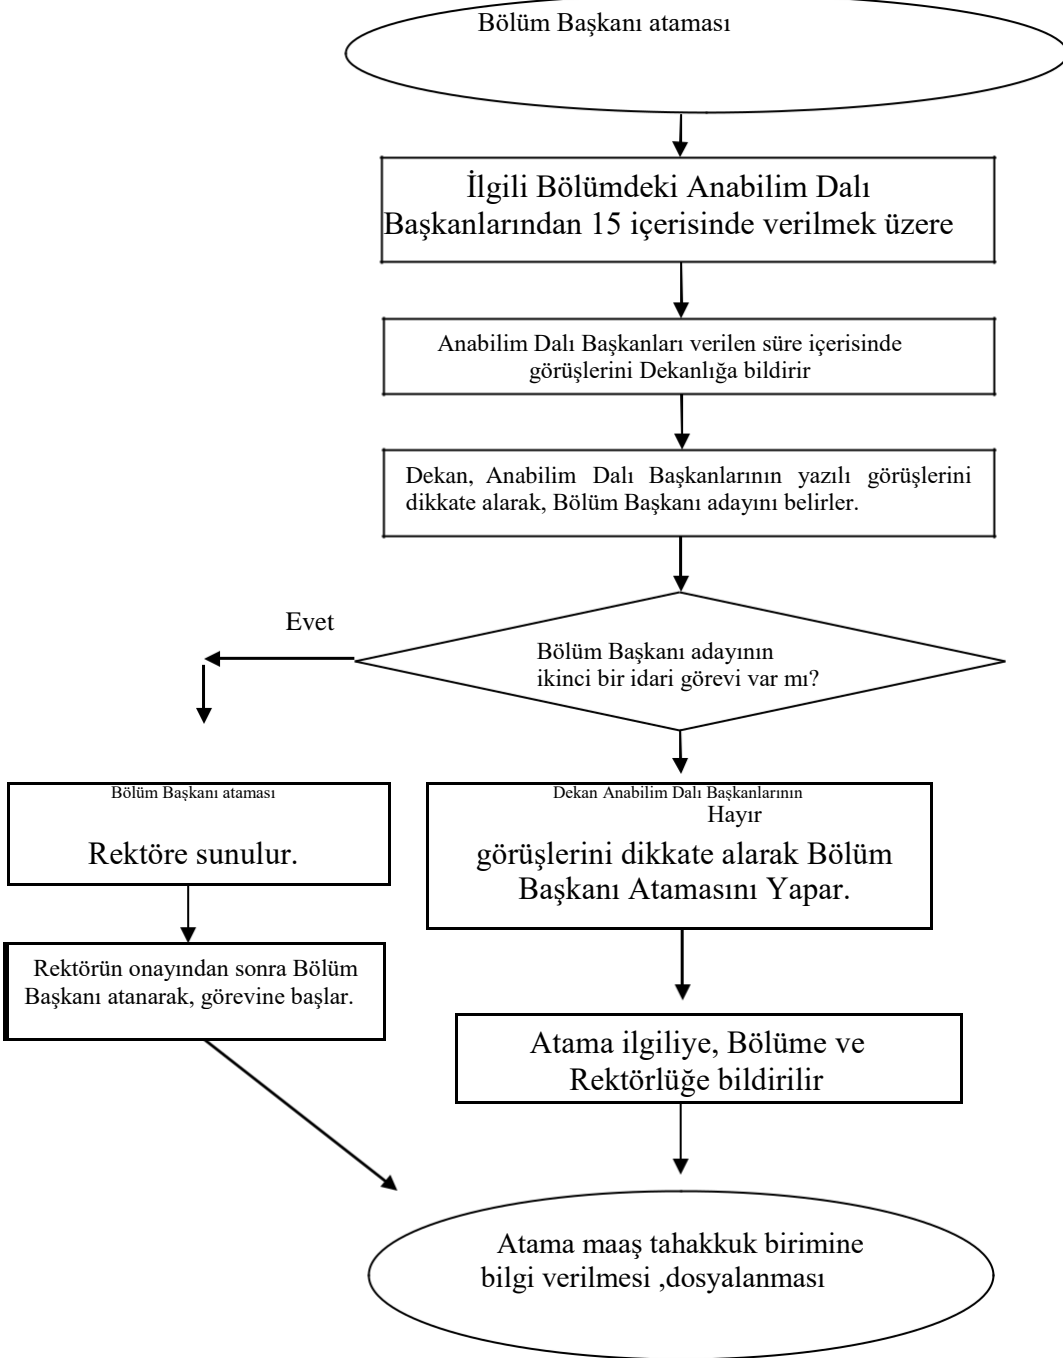 Bölüm Başkanı ataması
İlgili Bölümdeki Anabilim Dalı
Başkanlarından 15 içerisinde verilmek üzere
Anabilim Dalı Başkanları verilen süre içerisinde
görüşlerini Dekanlığa bildirir
Dekan, Anabilim Dalı Başkanlarının yazılı görüşlerini
dikkate alarak, Bölüm Başkanı adayını belirler.
Evet
Bölüm Başkanı adayının
ikinci bir idari görevi var mı?
Bölüm Başkanı ataması
Rektöre sunulur.
Dekan Anabilim Dalı Başkanlarının
Hayır
görüşlerini dikkate alarak Bölüm
Başkanı Atamasını Yapar.
Rektörün onayından sonra Bölüm
Başkanı atanarak, görevine başlar.
Atama ilgiliye, Bölüme ve
Rektörlüğe bildirilir
Atama maaş tahakkuk birimine
bilgi verilmesi ,dosyalanması